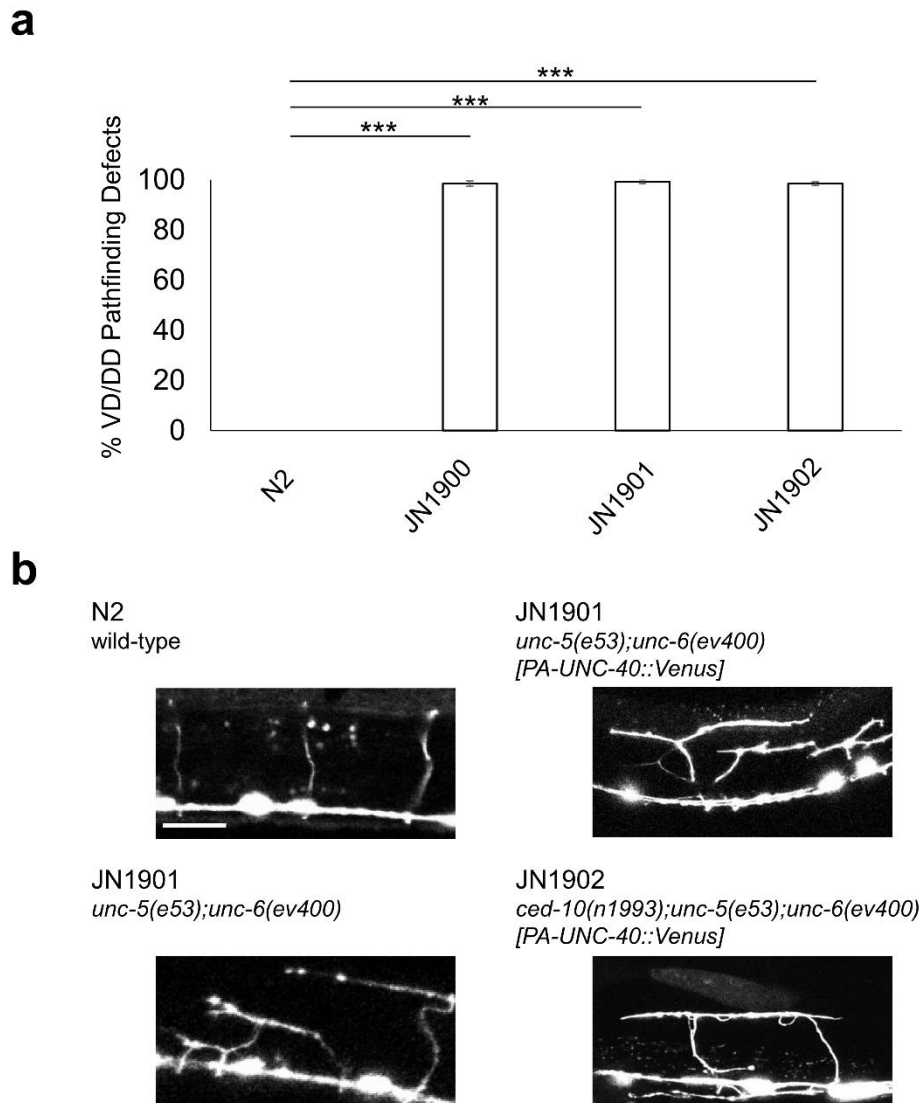 a
***
***
***
% VD/DD Pathfinding Defects
100
80
60
40
20
0
N2
JN1900
JN1901
JN1902
b
N2
wild-type
JN1901
unc-5(e53);unc-6(ev400)
[PA-UNC-40::Venus]
JN1901
unc-5(e53);unc-6(ev400)
JN1902
ced-10(n1993);unc-5(e53);unc-6(ev400)
[PA-UNC-40::Venus]